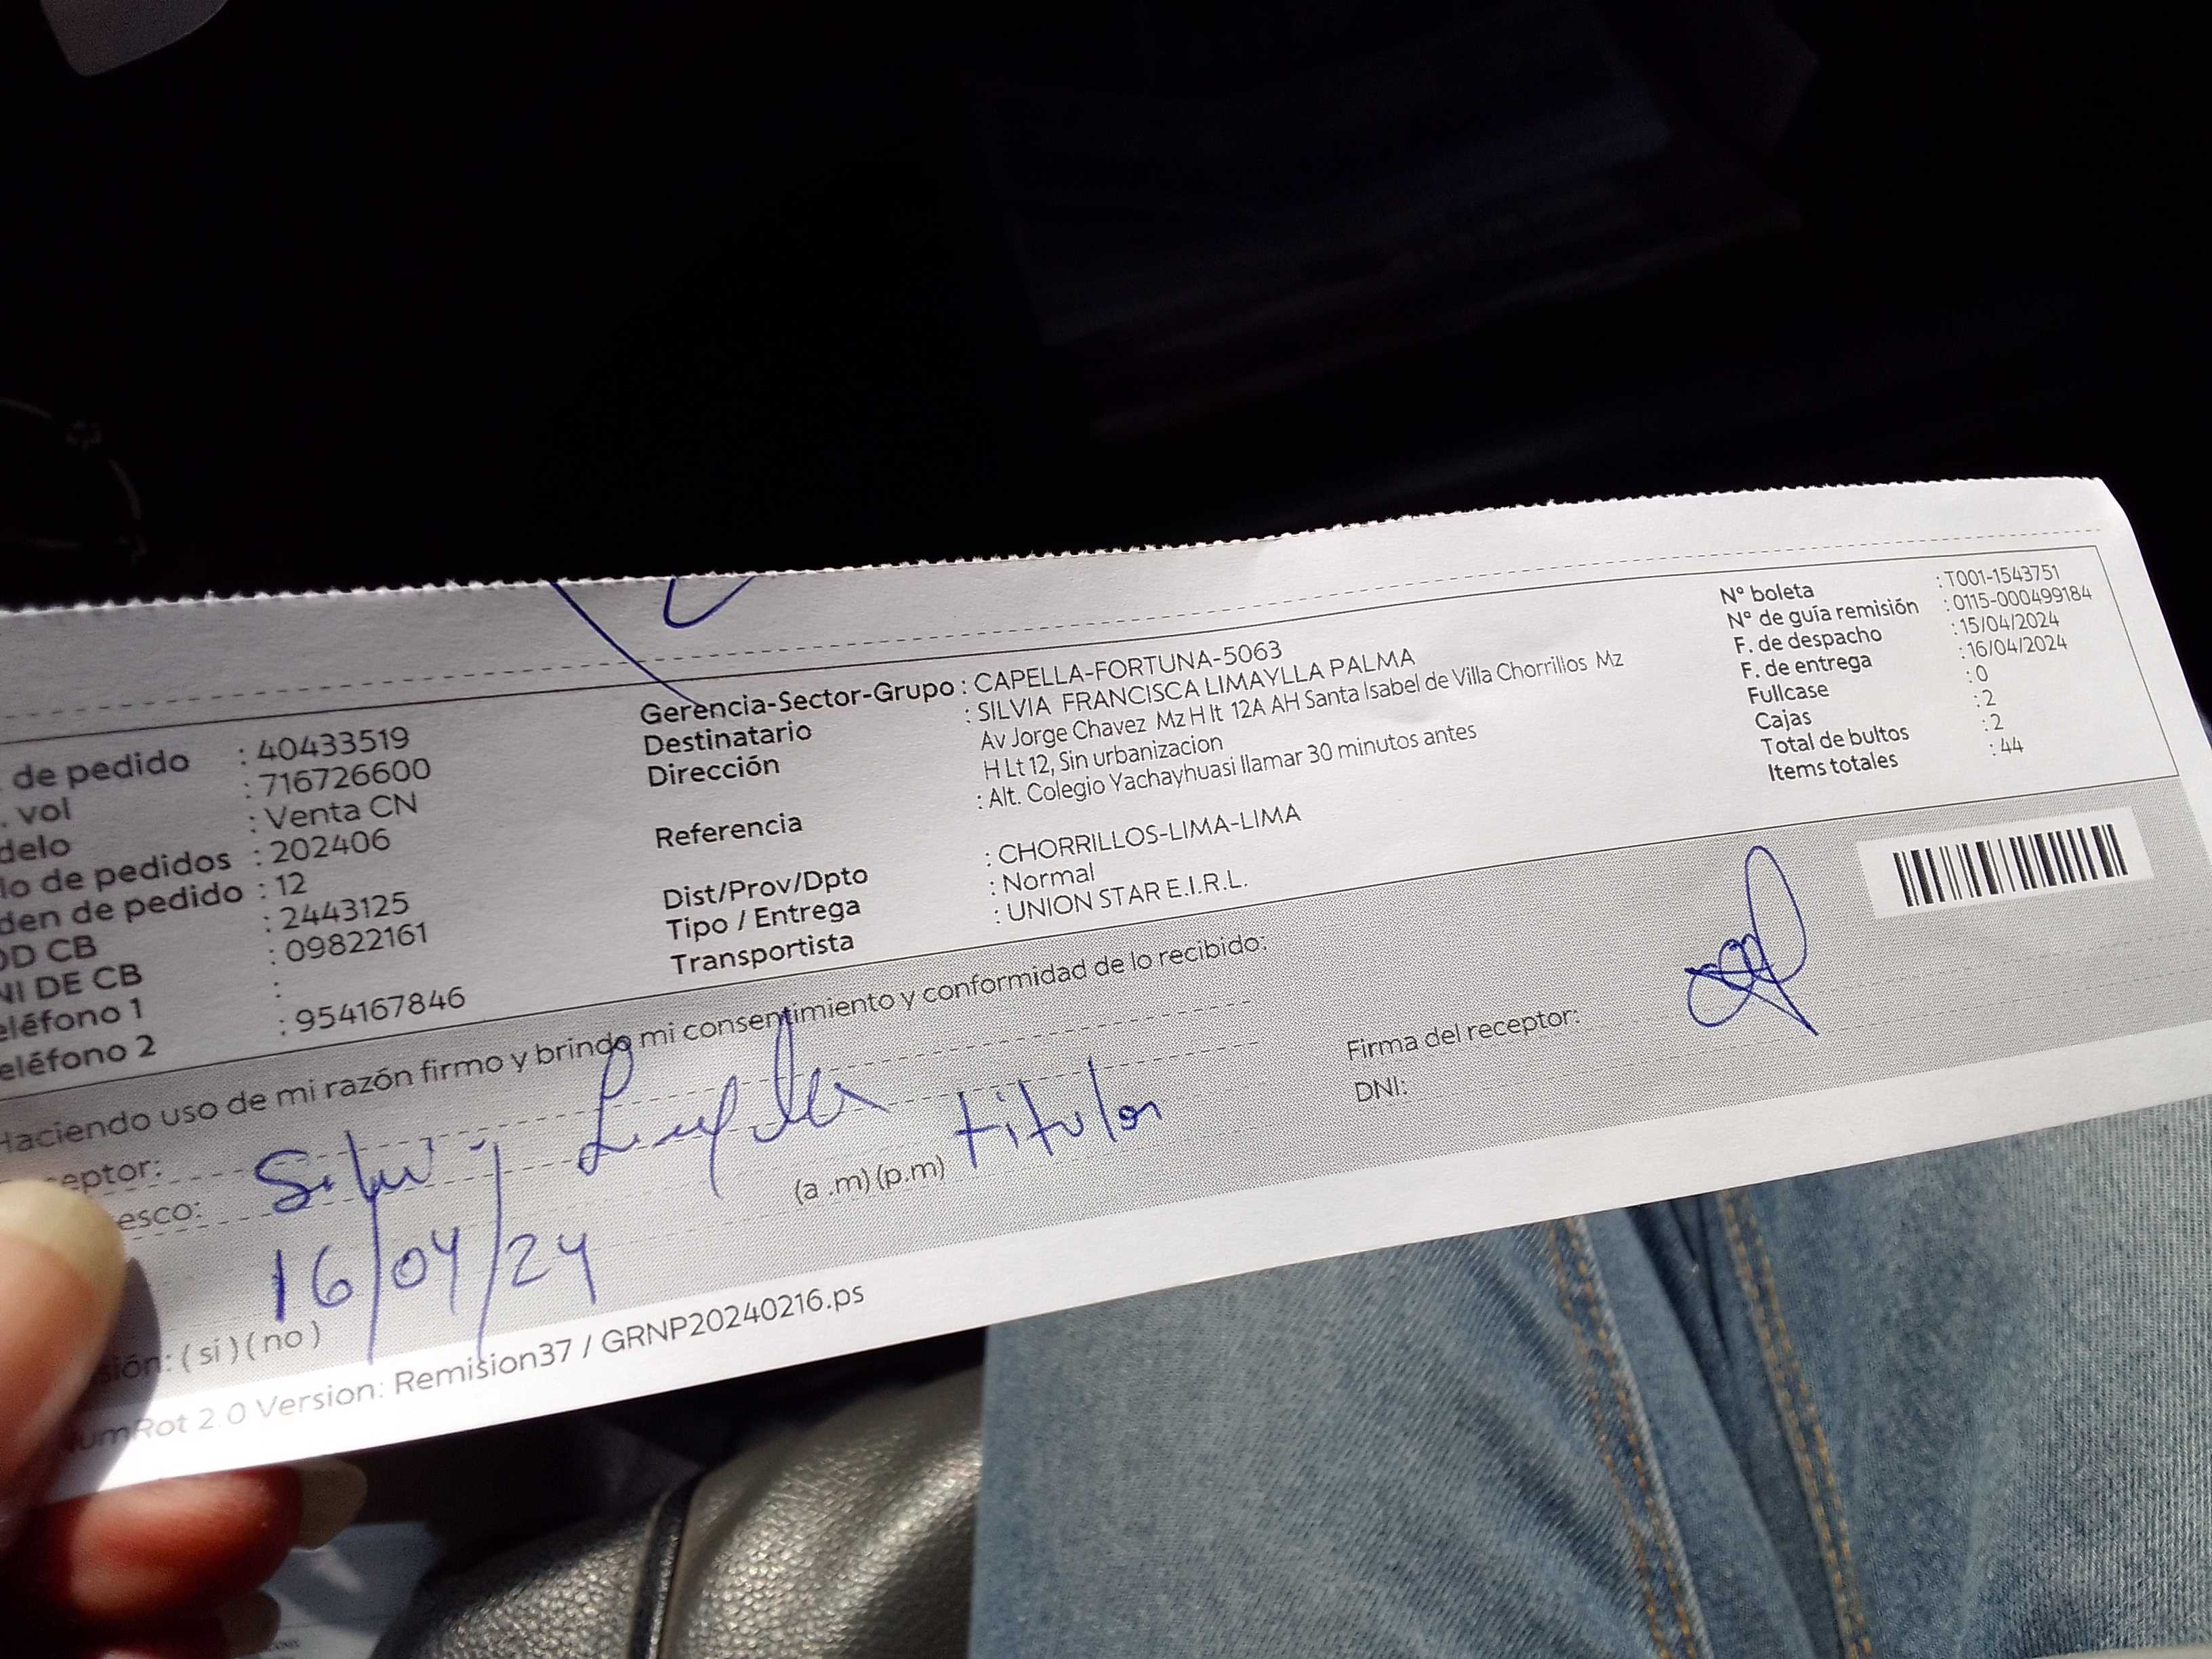 de pedido : 40433519
. vol : 716726600
delo : Venta CN
lo de pedidos : 202406
den de pedido : 12
OD CB : 2443125
NI DE CB : 09822161
eléfono 1 :
eléfono 2 : 954167846
Gerencia-Sector-Grupo : CAPELLA-FORTUNA-5063
Destinatario : SILVIA FRANCISCA LIMAYLLA PALMA
Dirección Av Jorge Chavez Mz H lt 12A AH Santa Isabel de Villa Chorrillos Mz
H Lt 12, Sin urbanizacion
Referencia : Alt. Colegio Yachayhuasi llamar 30 minutos antes
Dist/Prov/Dpto : CHORRILLOS-LIMA-LIMA
Tipo / Entrega : Normal
Transportista : UNION STAR E.I.R.L.
Nº boleta : T001-1543751
Nº de guía remisión : 0115-000499184
F. de despacho : 15/04/2024
F. de entrega : 16/04/2024
Fullcase : 0
Cajas : 2
Total de bultos : 2
Items totales : 44
Haciendo uso de mi razón firmo y brindo mi consentimiento y conformidad de lo recibido:
eptor: Silvi
esco:
16/04/24 (a .m) (p.m) titular
Firma del receptor:
DNI:
sión: ( si ) ( no )
umRot 2.0 Version: Remision37 / GRNP20240216.ps